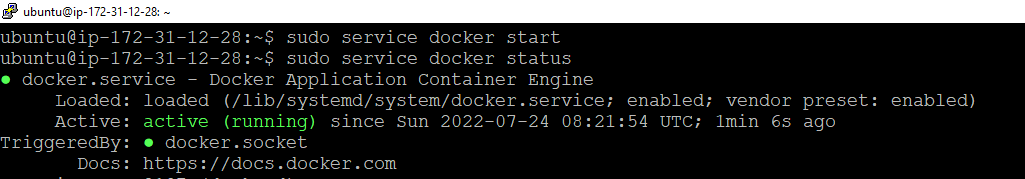 ubuntu@ip-172-31-12-28: ~
ubuntu@ip-172-31-12-28:~$ sudo service docker start
ubuntu@ip-172-31-12-28:~$ sudo service docker status
● docker.service - Docker Application Container Engine
Loaded: loaded (/lib/systemd/system/docker.service; enabled; vendor preset: enabled)
Active: active (running) since Sun 2022-07-24 08:21:54 UTC; 1min 6s ago
TriggeredBy: ● docker.socket
Docs: https://docs.docker.com